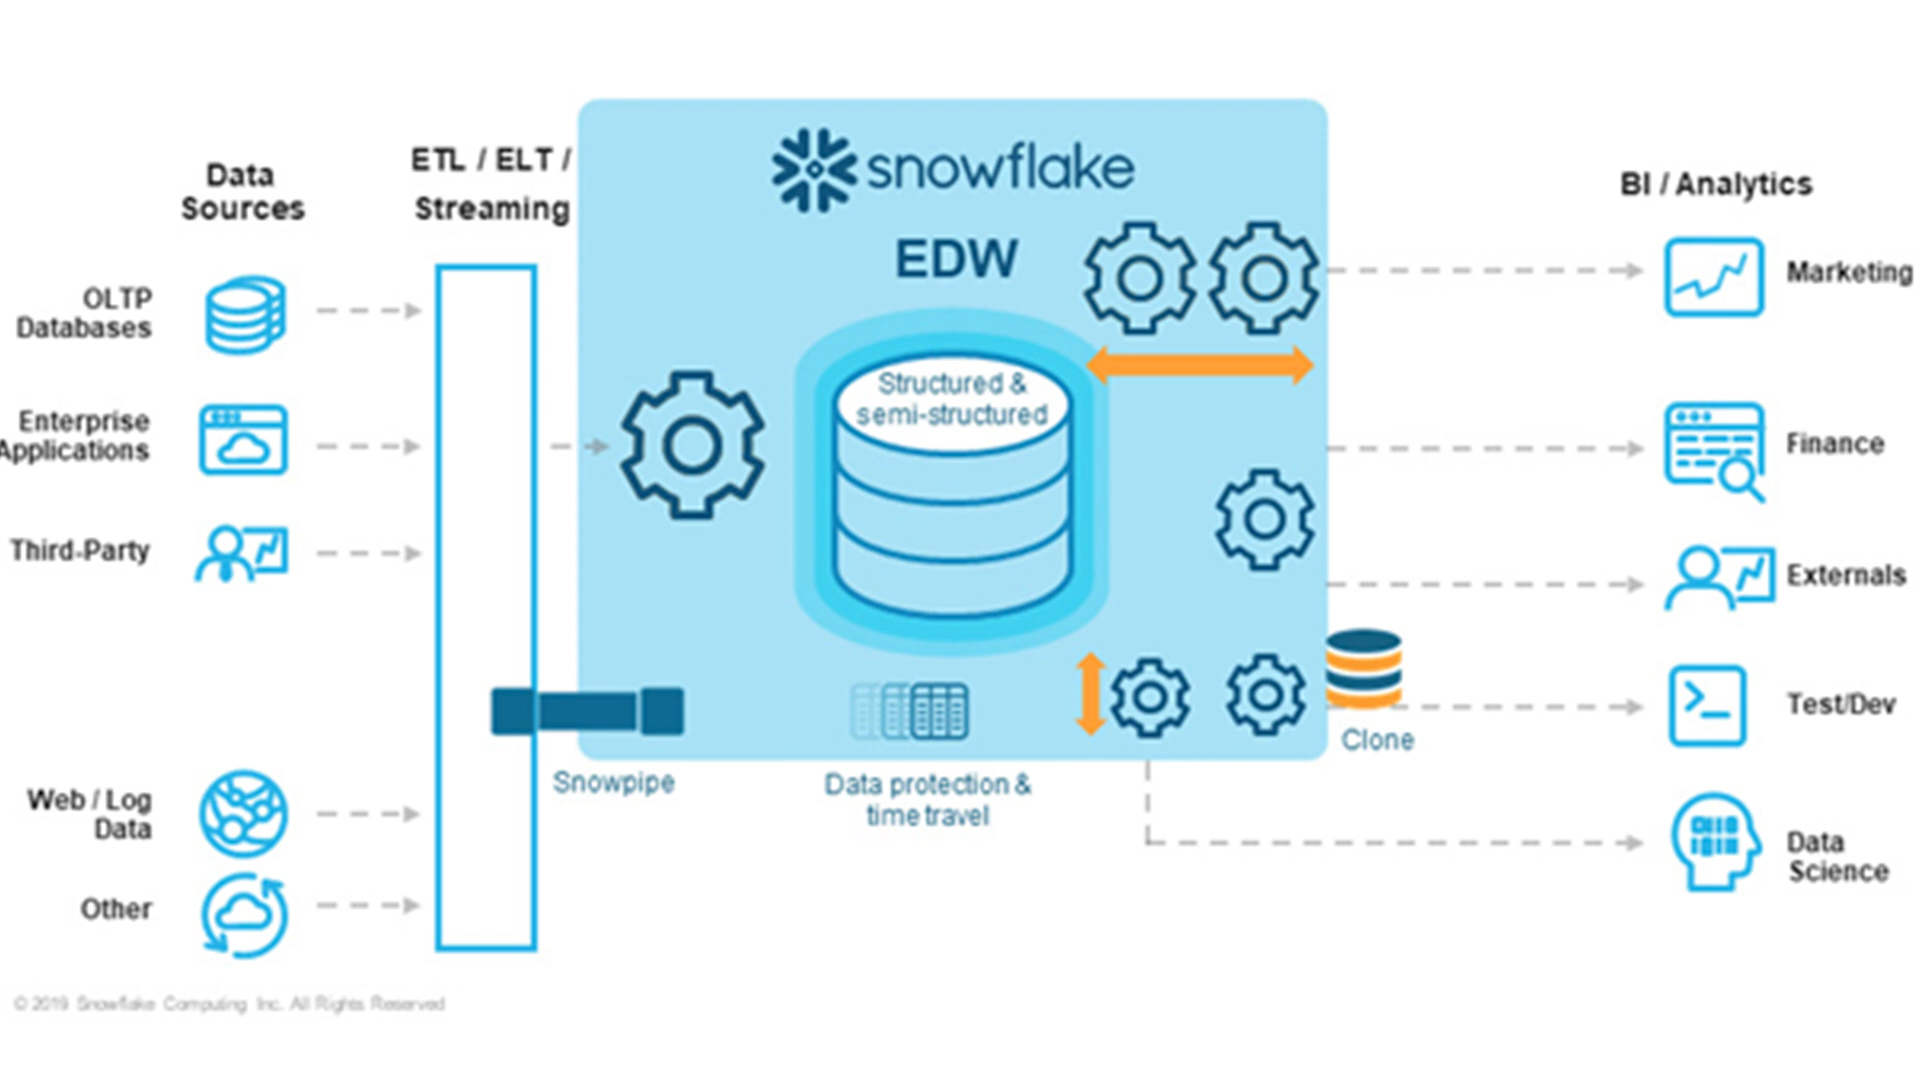 Data
Sources
ETL / ELT /
Streaming
snowflake
EDW
BI / Analytics
OLTP
Databases
Enterprise
Applications
Third-Party
Web / Log
Data
Other
Structured &
semi-structured
Snowpipe
Data protection &
time travel
Clone
Marketing
Finance
Externals
Test/Dev
Data
Science
© 2019 Snowflake Computing Inc. All Rights Reserved